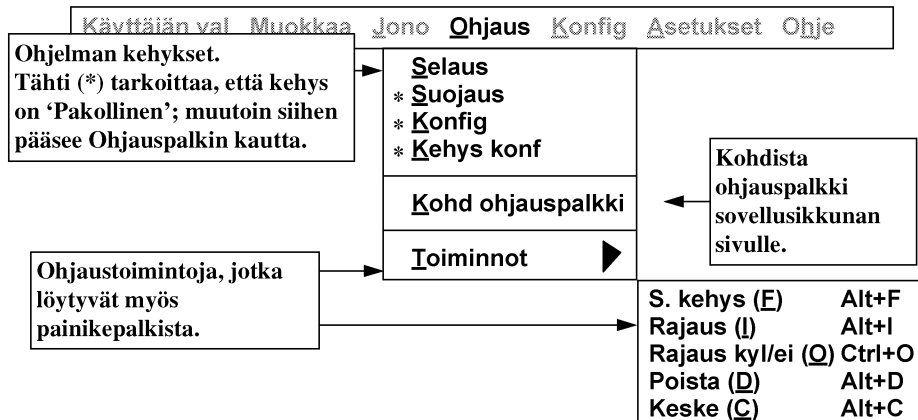 Käyttäjän val Muokkaa Jono Ohjaus Konfig Asetukset Ohje
Ohjelman kehykset.
Tähti (*) tarkoittaa, että kehys
on ‘Pakollinen’; muutoin siihen
pääsee Ohjauspalkin kautta.
Selaus
* Suojaus
* Konfig
* Kehys konf
Kohd ohjauspalkki
Toiminnot
Kohdista
ohjauspalkki
sovellusikkunan
sivulle.
Ohjaustoimintoja, jotka
löytyvät myös
painikepalkista.
S. kehys (F) Alt+F
Rajaus (I) Alt+I
Rajaus kyl/ei (O) Ctrl+O
Poista (D) Alt+D
Keske (C) Alt+C